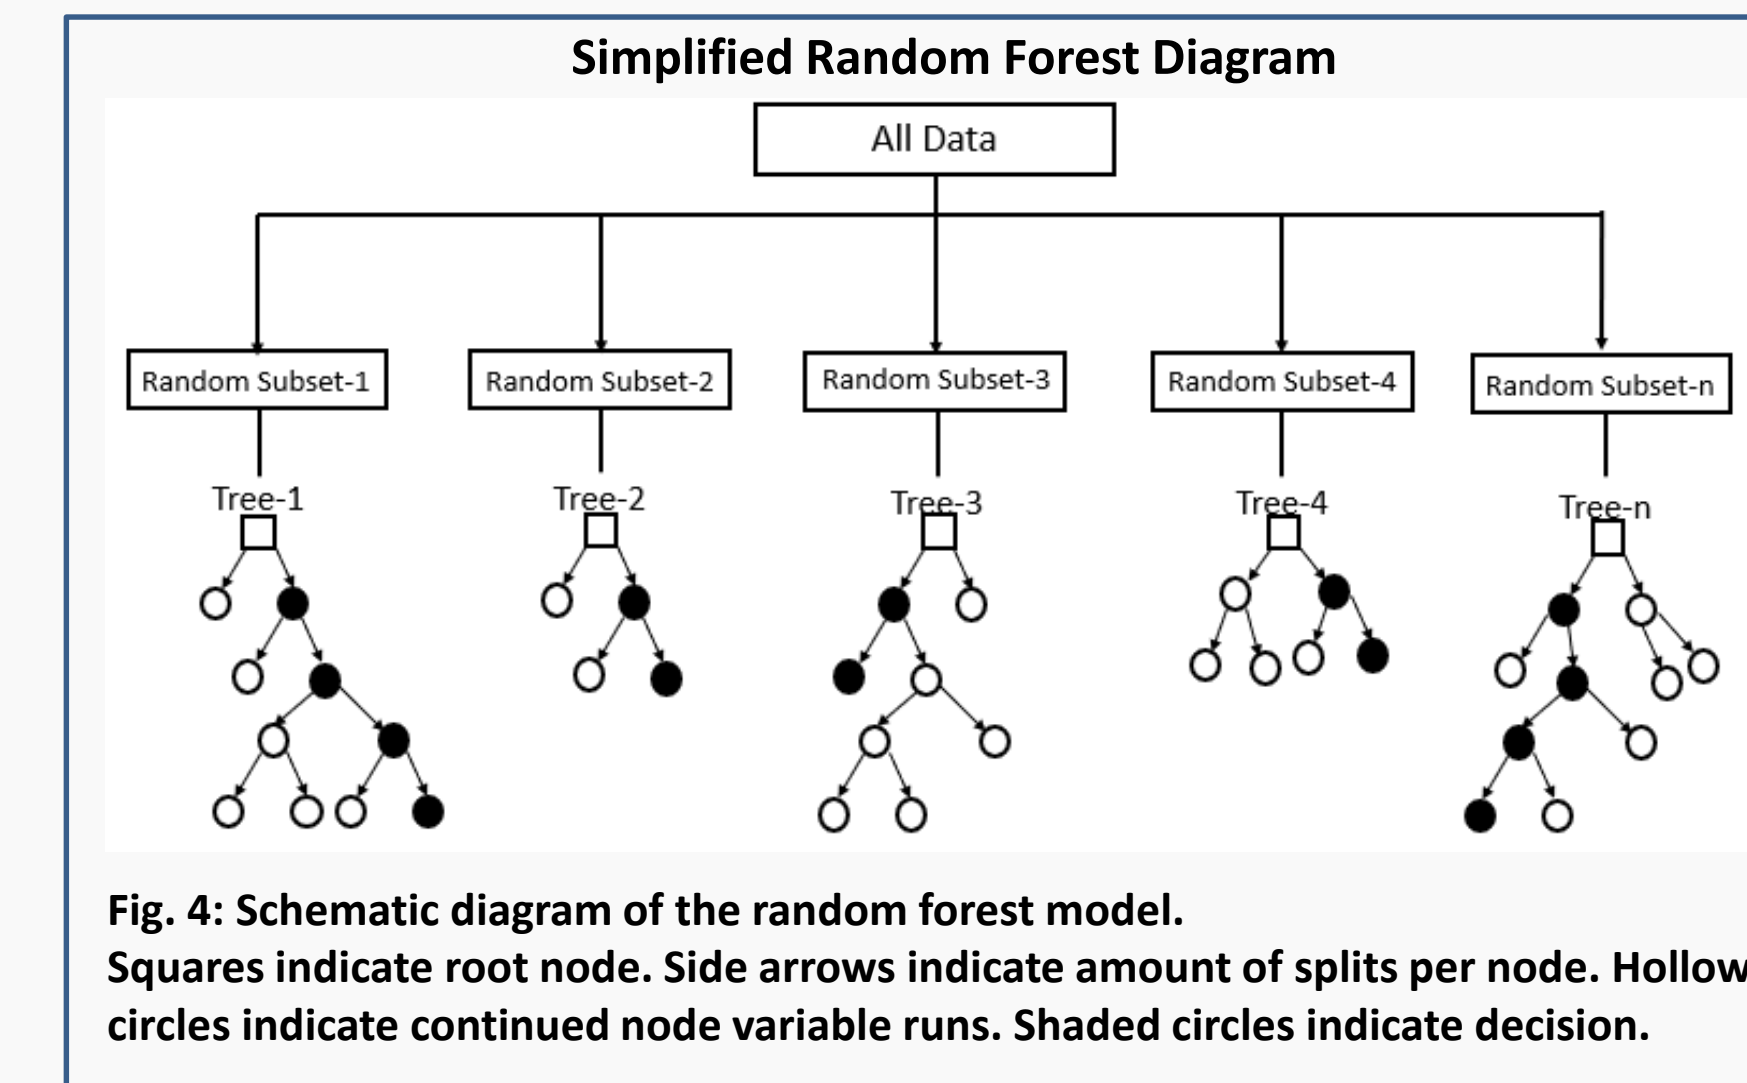 Simplified Random Forest Diagram
All Data
Random Subset-1
Random Subset-2
Random Subset-3
Random Subset-4
Random Subset-n
Tree-1
Tree-2
Tree-3
Tree-4
Tree-n
Fig. 4: Schematic diagram of the random forest model.
Squares indicate root node. Side arrows indicate amount of splits per node. Hollow
circles indicate continued node variable runs. Shaded circles indicate decision.